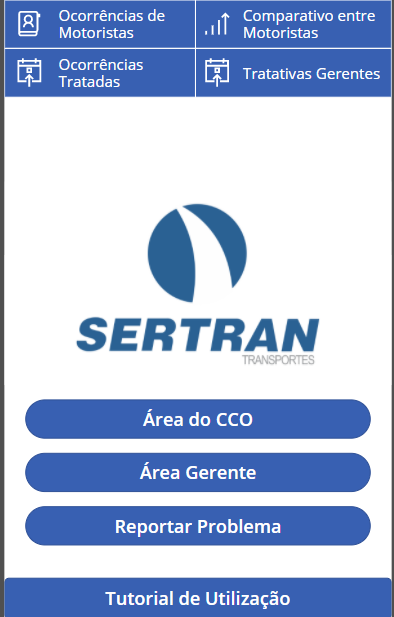 Ocorrências de
Motoristas
Comparativo entre
Motoristas
Ocorrências
Tratadas
Tratativas Gerentes
SERTRAN
TRANSPORTES
Área do CCO
Área Gerente
Reportar Problema
Tutorial de Utilização